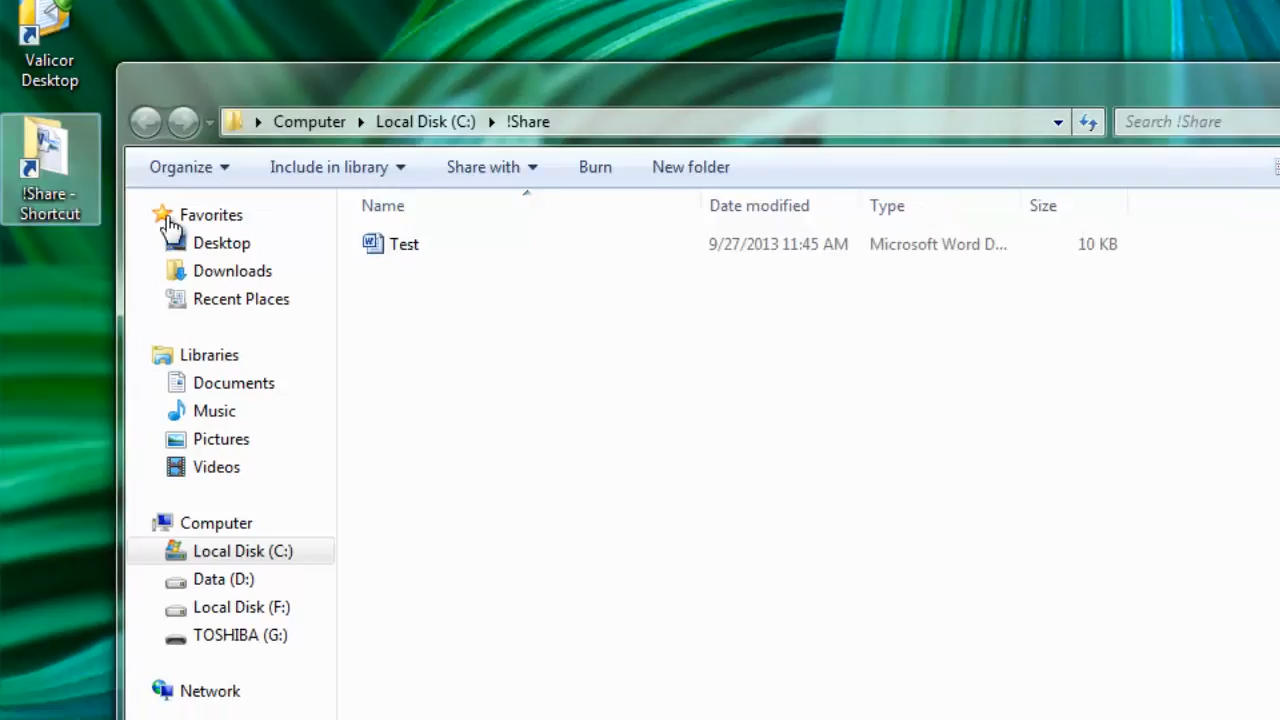 Valicor
Desktop
!Share -
Shortcut
Computer Local Disk (C:) !Share
Search !Share
Organize Include in library Share with Burn New folder
Favorites
Desktop
Downloads
Recent Places
Libraries
Documents
Music
Pictures
Videos
Computer
Local Disk (C:)
Data (D:)
Local Disk (F:)
TOSHIBA (G:)
Network
Name Date modified Type Size
Test 9/27/2013 11:45 AM Microsoft Word D... 10 KB